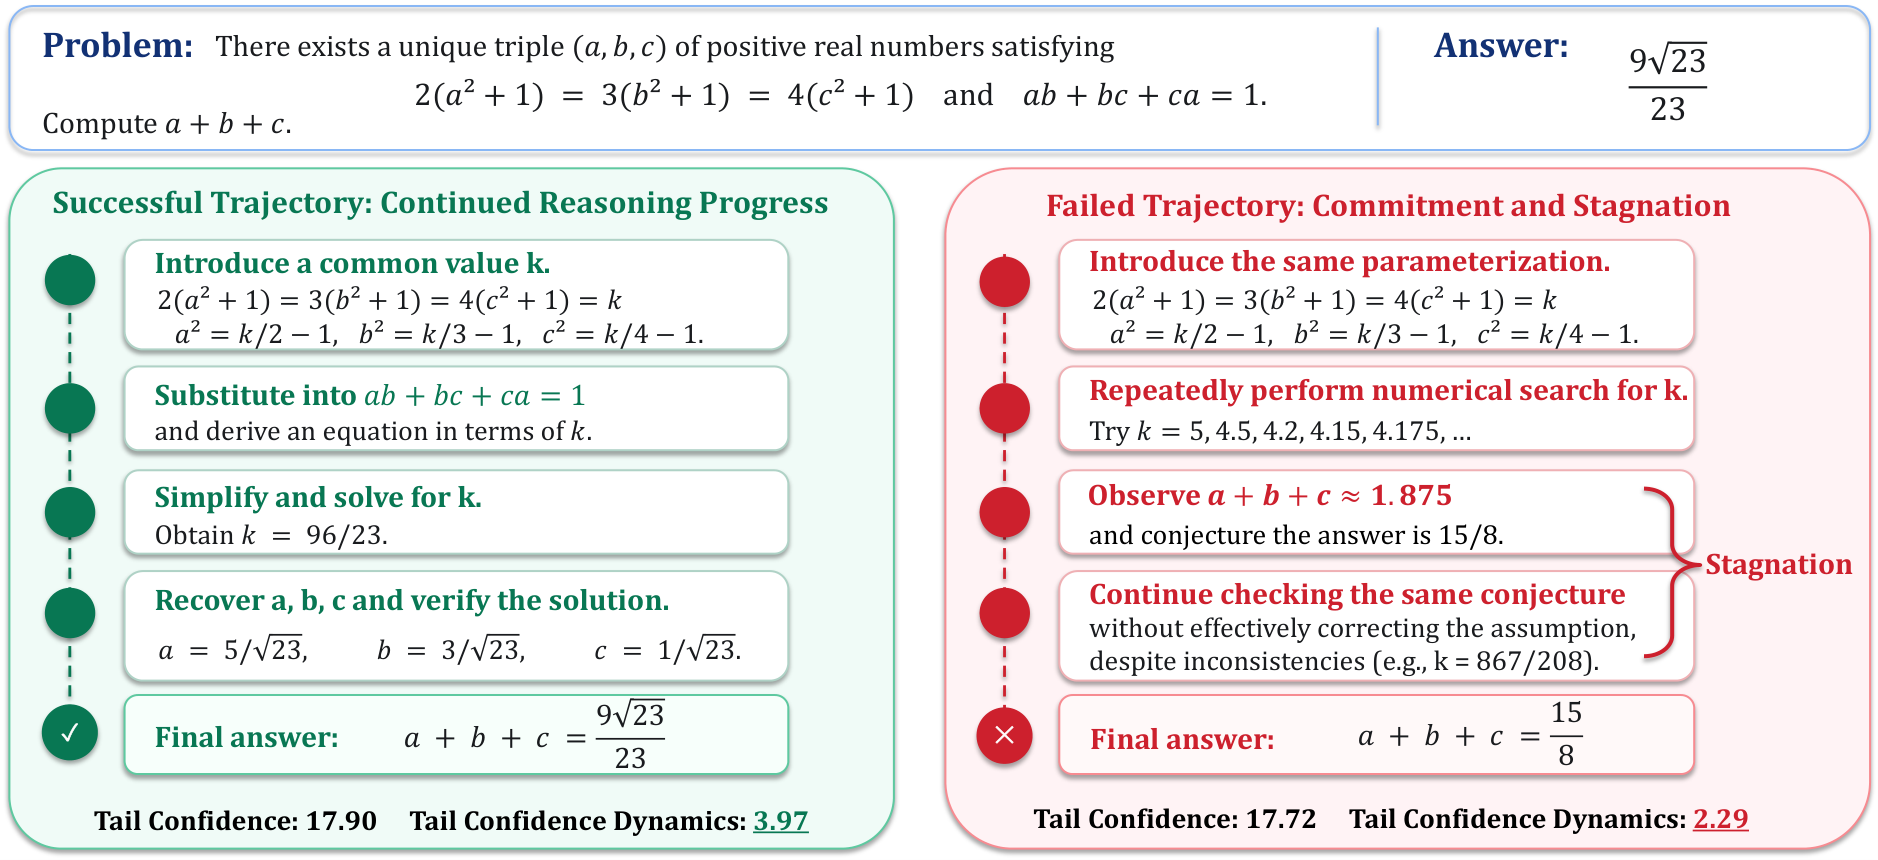 Problem: There exists a unique triple (a, b, c) of positive real numbers satisfying
2(a² + 1) = 3(b² + 1) = 4(c² + 1) and ab + bc + ca = 1.
Compute a + b + c.
Answer: 9√23/23
Successful Trajectory: Continued Reasoning Progress
Introduce a common value k.
2(a² + 1) = 3(b² + 1) = 4(c² + 1) = k
a² = k/2 − 1, b² = k/3 − 1, c² = k/4 − 1.
Substitute into ab + bc + ca = 1
and derive an equation in terms of k.
Simplify and solve for k.
Obtain k = 96/23.
Recover a, b, c and verify the solution.
a = 5/√23, b = 3/√23, c = 1/√23.
✓
Final answer: a + b + c = 9√23/23
Tail Confidence: 17.90 Tail Confidence Dynamics: 3.97
Failed Trajectory: Commitment and Stagnation
Introduce the same parameterization.
2(a² + 1) = 3(b² + 1) = 4(c² + 1) = k
a² = k/2 − 1, b² = k/3 − 1, c² = k/4 − 1.
Repeatedly perform numerical search for k.
Try k = 5, 4.5, 4.2, 4.15, 4.175, …
Observe a + b + c ≈ 1.875
and conjecture the answer is 15/8.
Continue checking the same conjecture
without effectively correcting the assumption,
despite inconsistencies (e.g., k = 867/208).
Stagnation
×
Final answer: a + b + c = 15/8
Tail Confidence: 17.72 Tail Confidence Dynamics: 2.29